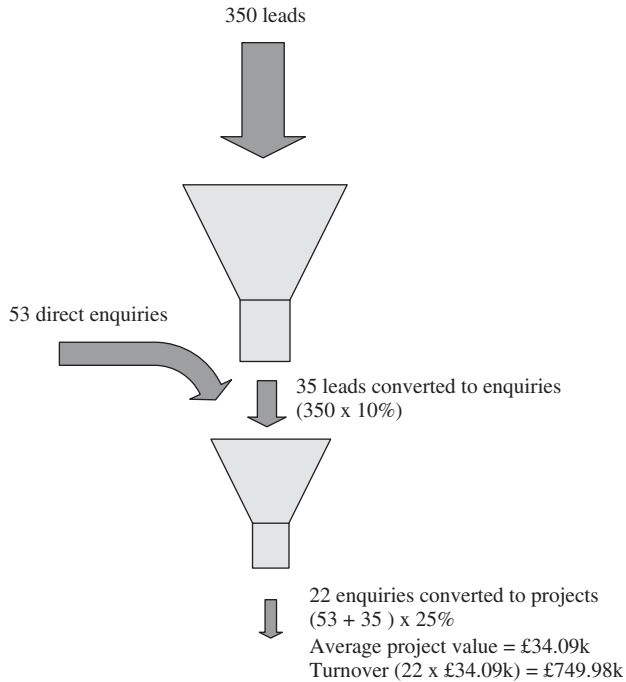 350 leads
53 direct enquiries
35 leads converted to enquiries
(350 x 10%)
22 enquiries converted to projects
(53 + 35 ) x 25%
Average project value = £34.09k
Turnover (22 x £34.09k) = £749.98k